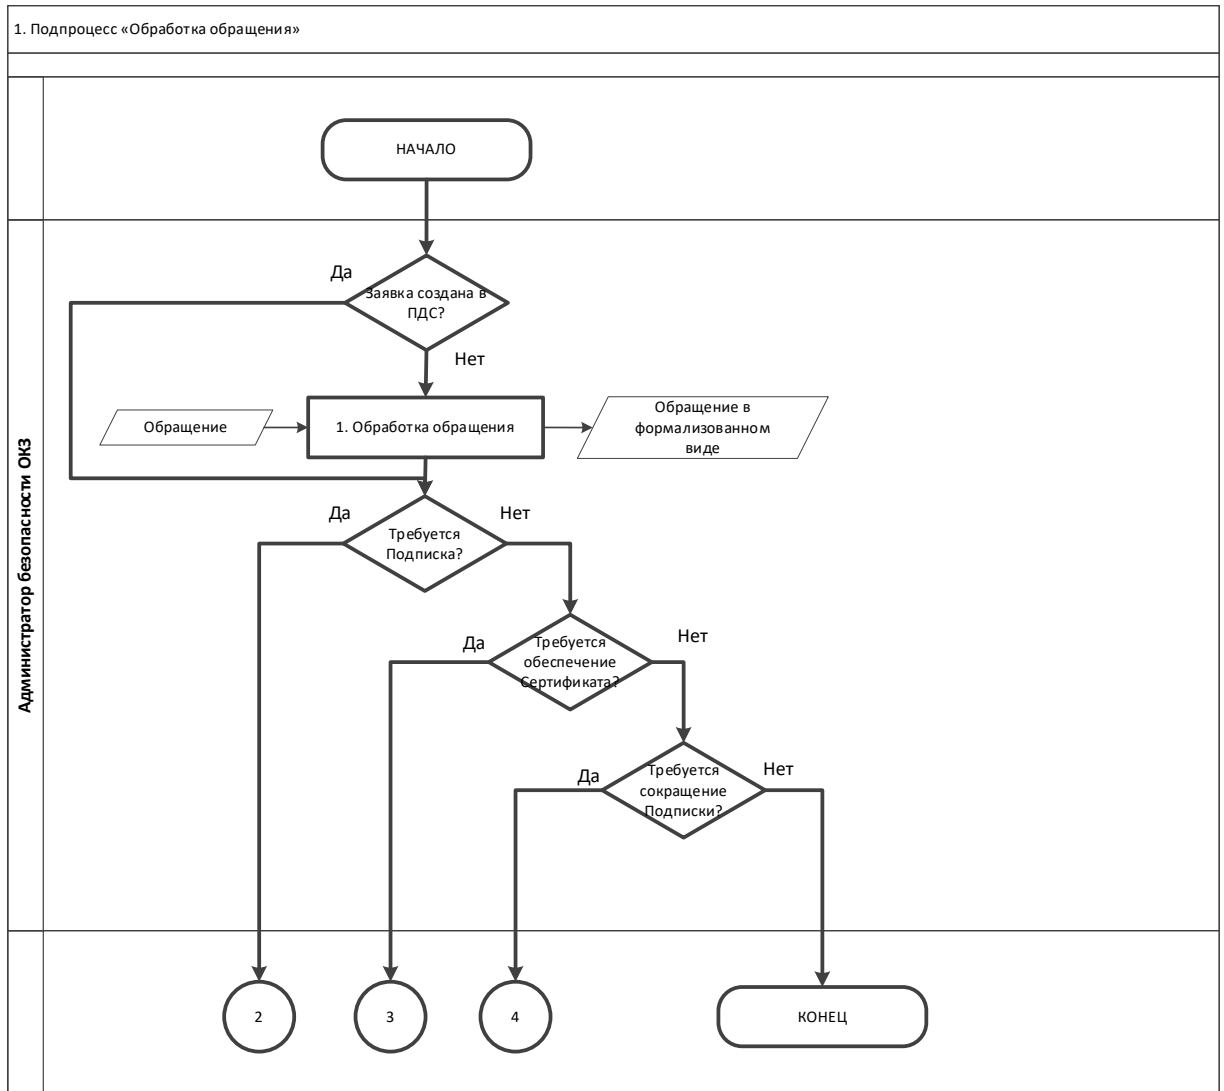 1. Подпроцесс «Обработка обращения»
НАЧАЛО
Да
Заявка создана в
ПДС?
Нет
Обращение
1. Обработка обращения
Обращение в
формализованном
виде
Администратор безопасности ОКЗ
Да
Нет
Требуется
Подписка?
Да
Нет
Требуется
обеспечение
Сертификата?
Да
Нет
Требуется
сокращение
Подписки?
2
3
4
КОНЕЦ